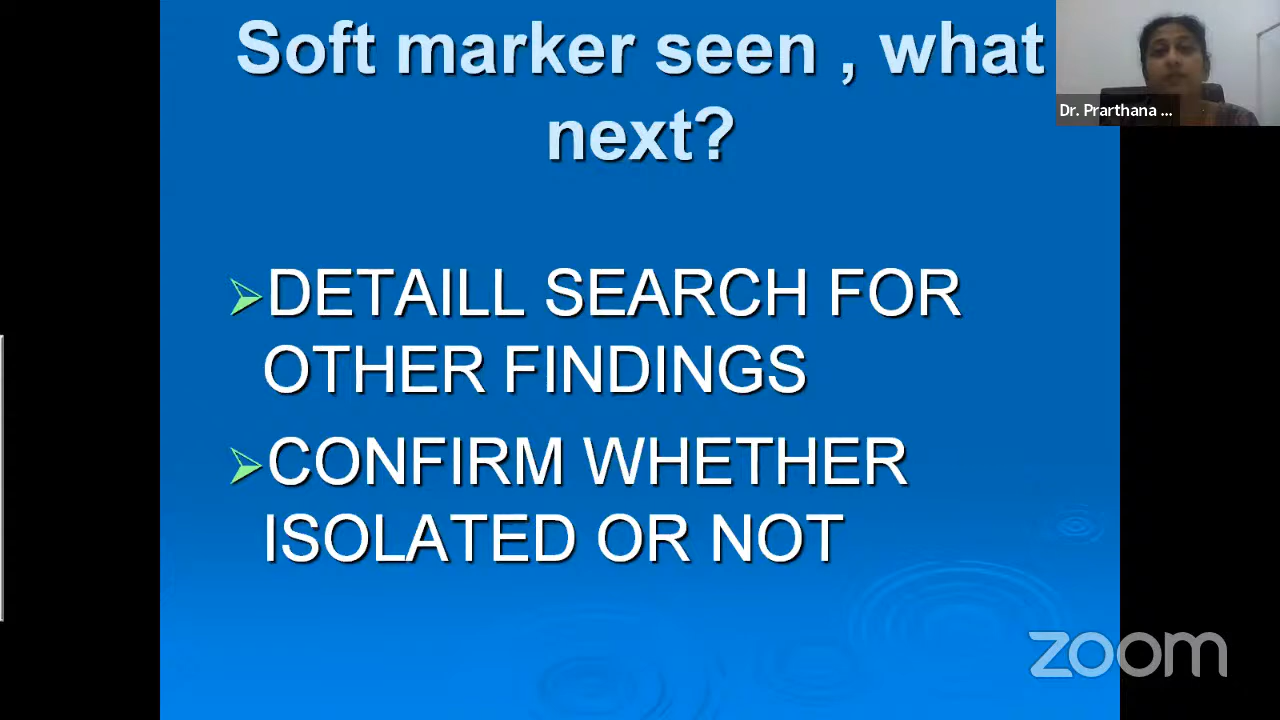 Soft marker seen , what
next?
Dr. Prarthana ...
➢DETAILL SEARCH FOR
OTHER FINDINGS
➢CONFIRM WHETHER
ISOLATED OR NOT
zoom